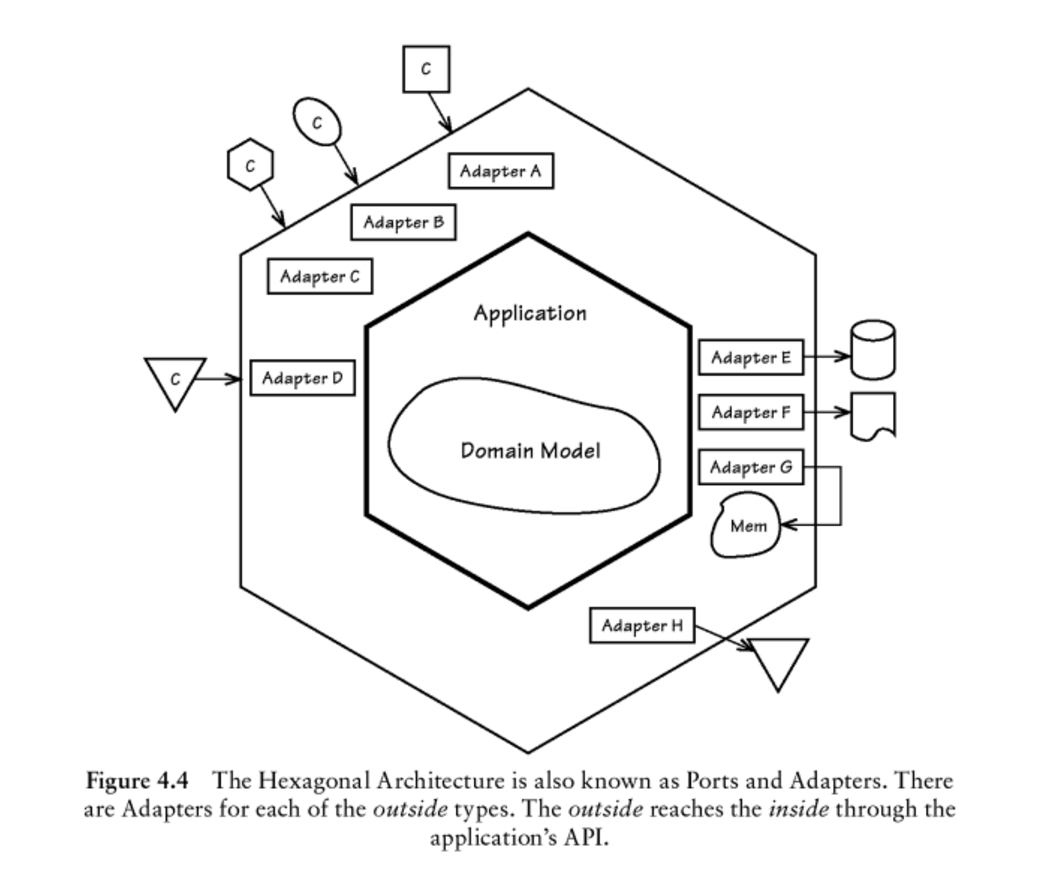 C
C
C
Adapter A
Adapter B
Adapter C
Application
Adapter E
C
Adapter D
Adapter F
Domain Model
Adapter G
Mem
Adapter H
Figure 4.4 The Hexagonal Architecture is also known as Ports and Adapters. There
are Adapters for each of the outside types. The outside reaches the inside through the
application’s API.